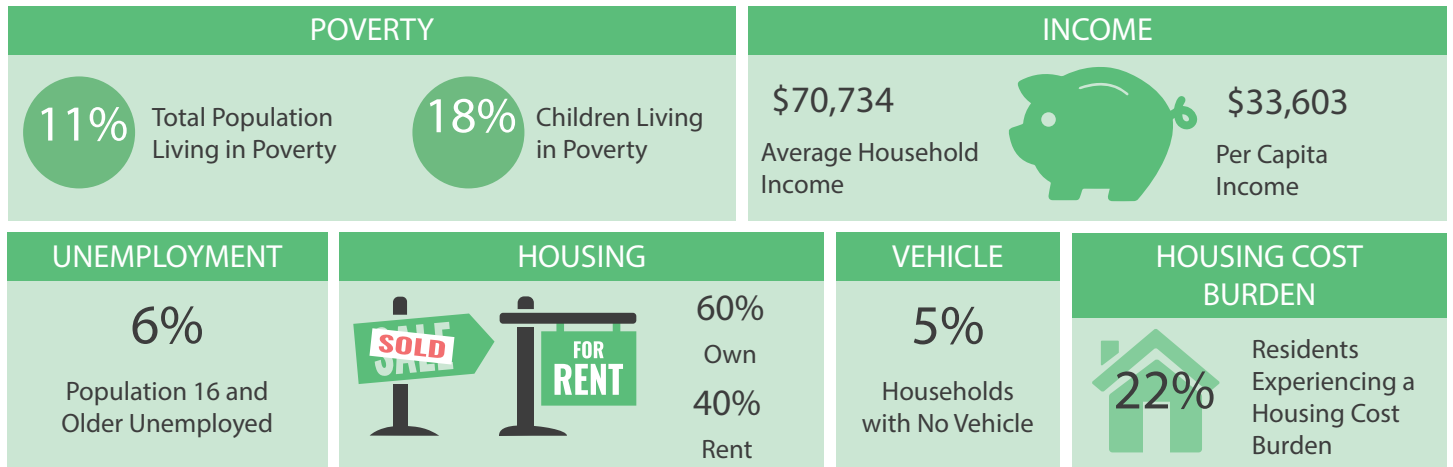 POVERTY
11%
Total Population
Living in Poverty
18%
Children Living
in Poverty
INCOME
$70,734
Average Household
Income
$33,603
Per Capita
Income
UNEMPLOYMENT
6%
Population 16 and
Older Unemployed
HOUSING
SALE
SOLD
FOR
RENT
60%
Own
40%
Rent
VEHICLE
5%
Households
with No Vehicle
HOUSING COST
BURDEN
22%
Residents
Experiencing a
Housing Cost
Burden